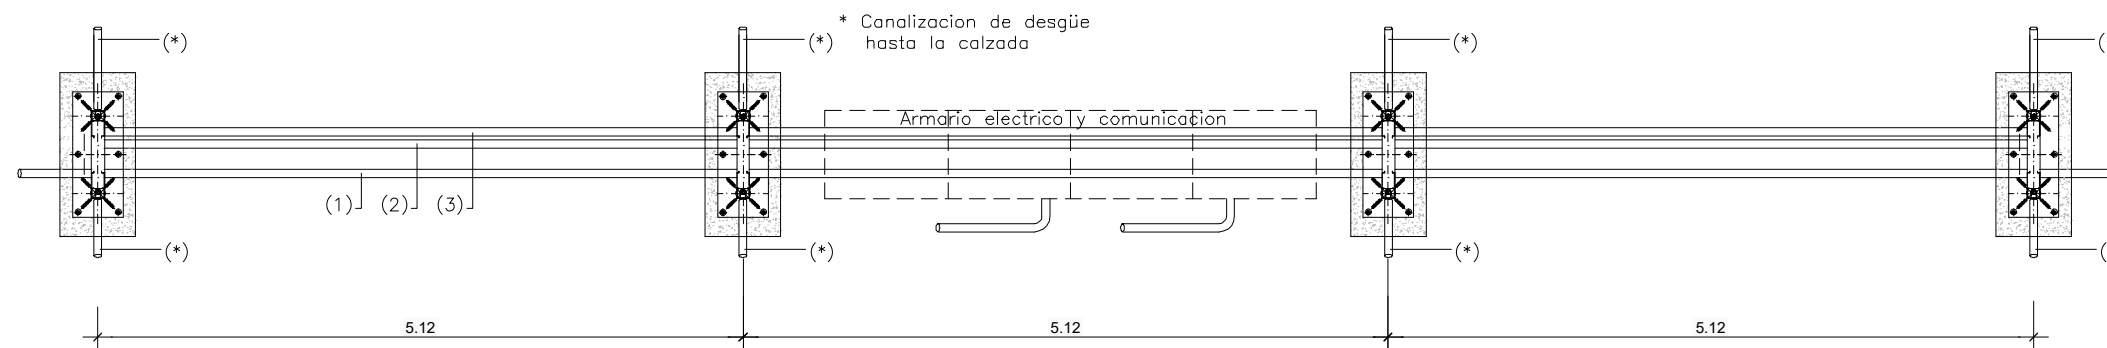 * Canalizacion de desgüe
hasta la calzada
(*) (*) (*) (
Armario electrico y comunicacion
(1) (2) (3)
(*) (*) (*) (
5.12 5.12 5.12